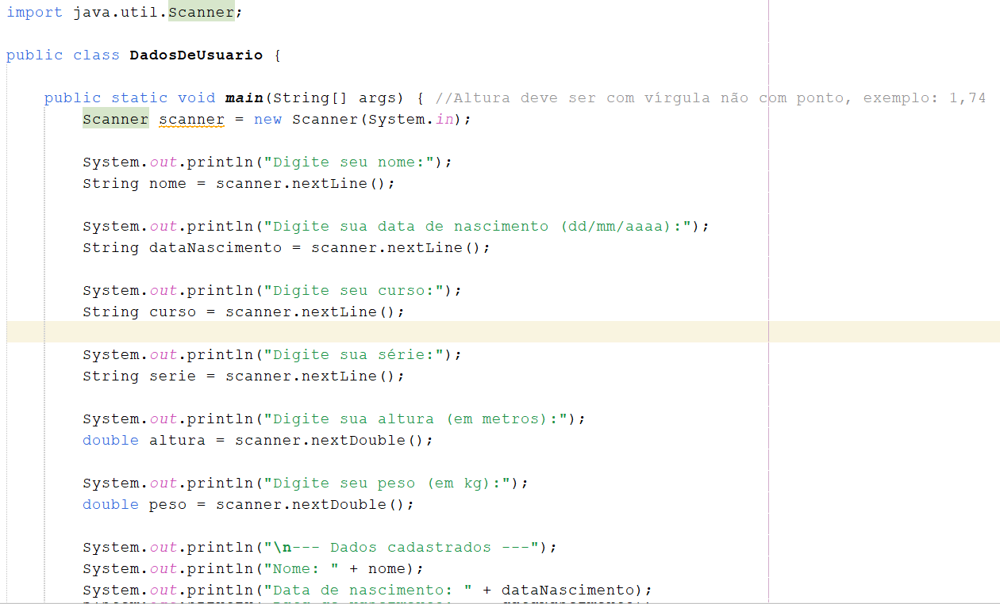 import java.util.Scanner;
public class DadosDeUsuario {
public static void main(String[] args) { //Altura deve ser com vírgula não com ponto, exemplo: 1,74
Scanner scanner = new Scanner(System.in);
System.out.println("Digite seu nome:");
String nome = scanner.nextLine();
System.out.println("Digite sua data de nascimento (dd/mm/aaaa):");
String dataNascimento = scanner.nextLine();
System.out.println("Digite seu curso:");
String curso = scanner.nextLine();
System.out.println("Digite sua série:");
String serie = scanner.nextLine();
System.out.println("Digite sua altura (em metros):");
double altura = scanner.nextDouble();
System.out.println("Digite seu peso (em kg):");
double peso = scanner.nextDouble();
System.out.println("\n--- Dados cadastrados ---");
System.out.println("Nome: " + nome);
System.out.println("Data de nascimento: " + dataNascimento);